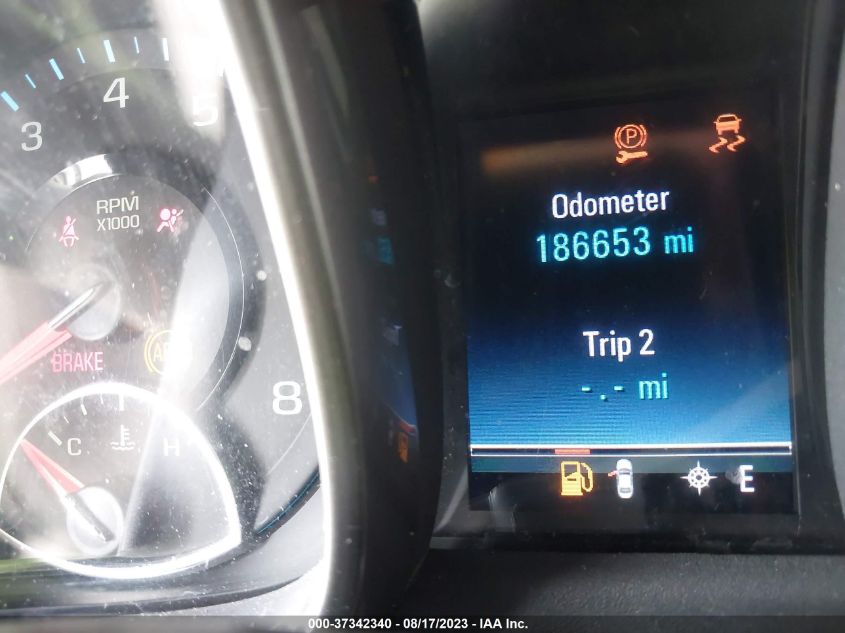 3
4
5
RPM
X1000
BRAKE
ABS
8
C
H
P
Odometer
186653 mi
Trip 2
-.- mi
E
000-37342340 - 08/17/2023 - IAA Inc.